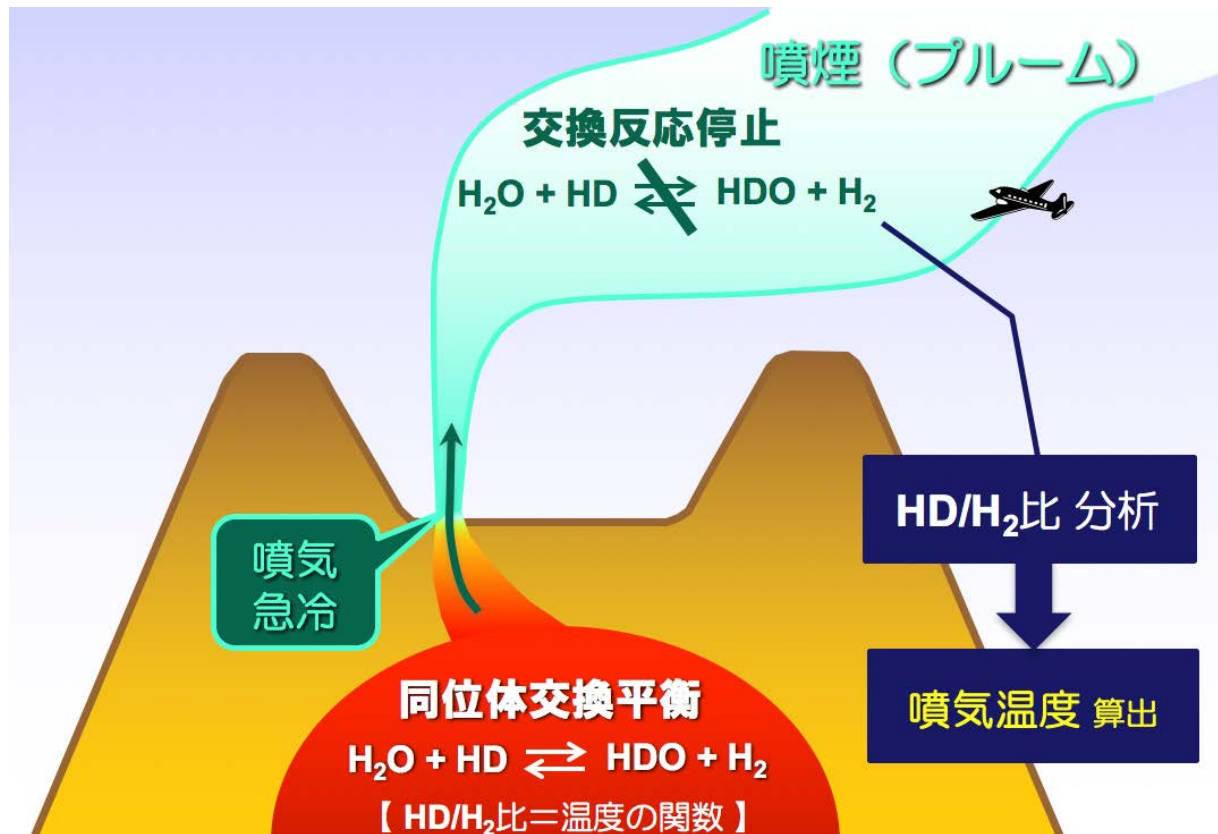 噴煙（プルーム）
交換反応停止
H₂O + HD ⇄ HDO + H₂
HD/H₂比 分析
噴気
急冷
噴気温度 算出
同位体交換平衡
H₂O + HD ⇄ HDO + H₂
【 HD/H₂比＝温度の関数 】